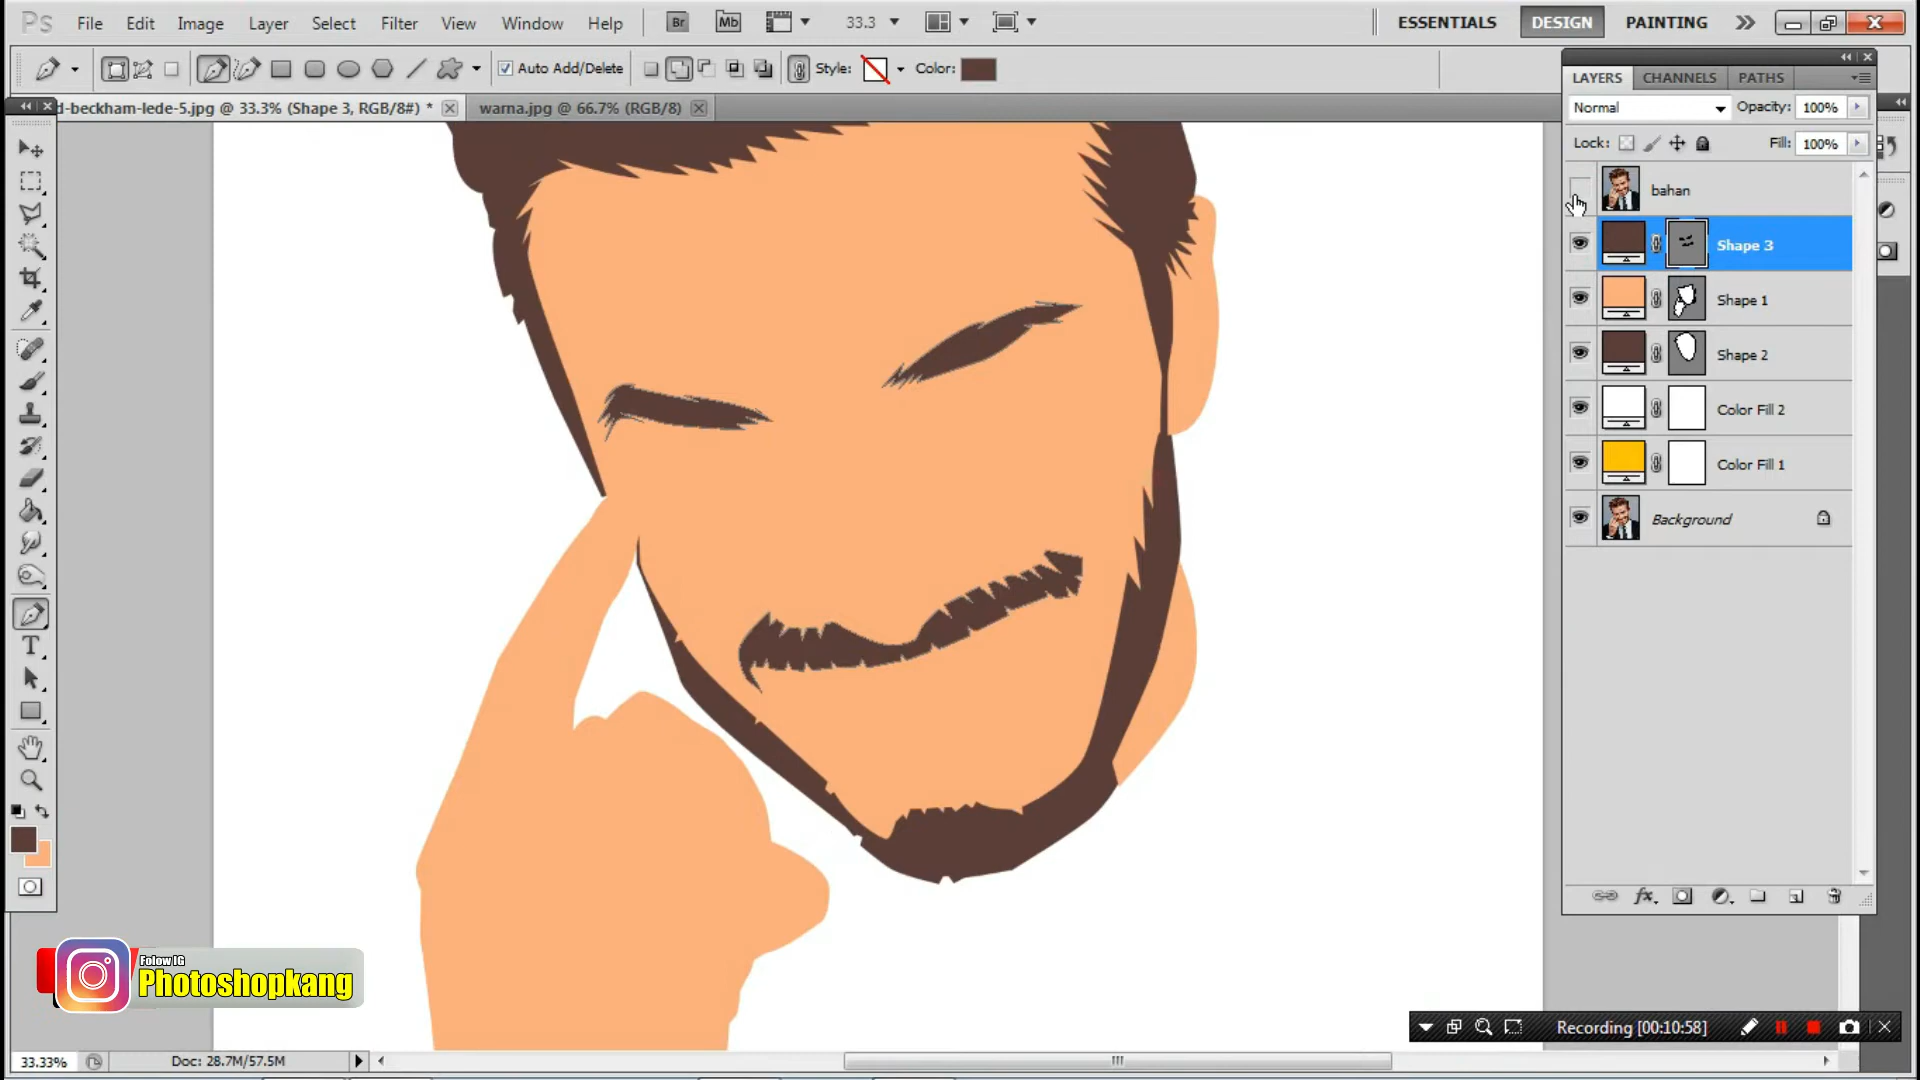 Ps File Edit Image Layer Select Filter View Window Help Br Mb 33.3 ESSENTIALS DESIGN PAINTING
Auto Add/Delete Style: Color:
d-beckham-lede-5.jpg @ 33.3% (Shape 3, RGB/8#) * warna.jpg @ 66.7% (RGB/8)
LAYERS CHANNELS PATHS
Normal Opacity: 100%
Lock: Fill: 100%
bahan
Shape 3
Shape 1
Shape 2
Color Fill 2
Color Fill 1
Background
fx
T
Folow IG
Photoshopkang
Recording [00:10:58]
33.33% Doc: 28.7M/57.5M